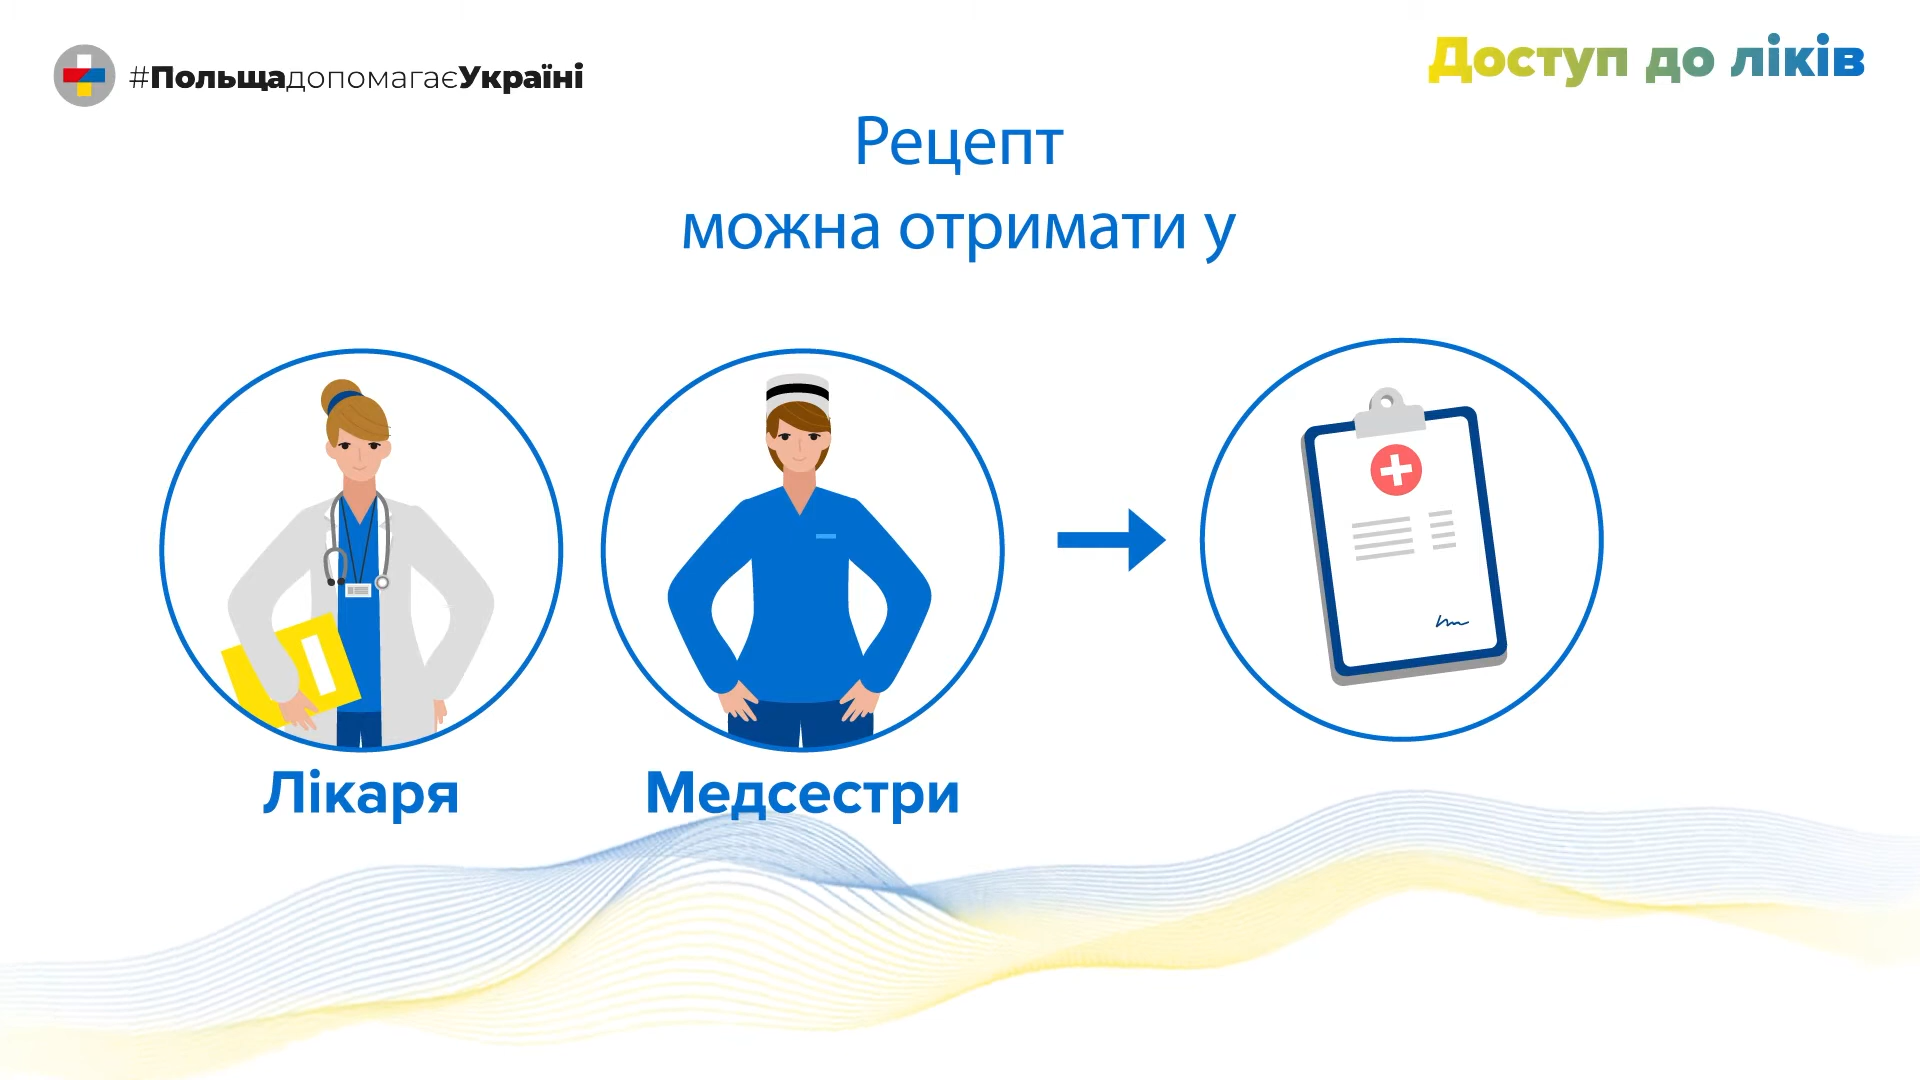 #ПольщадопомагаєУкраїні
Доступ до ліків
Рецепт
можна отримати у
Лікаря
Медсестри